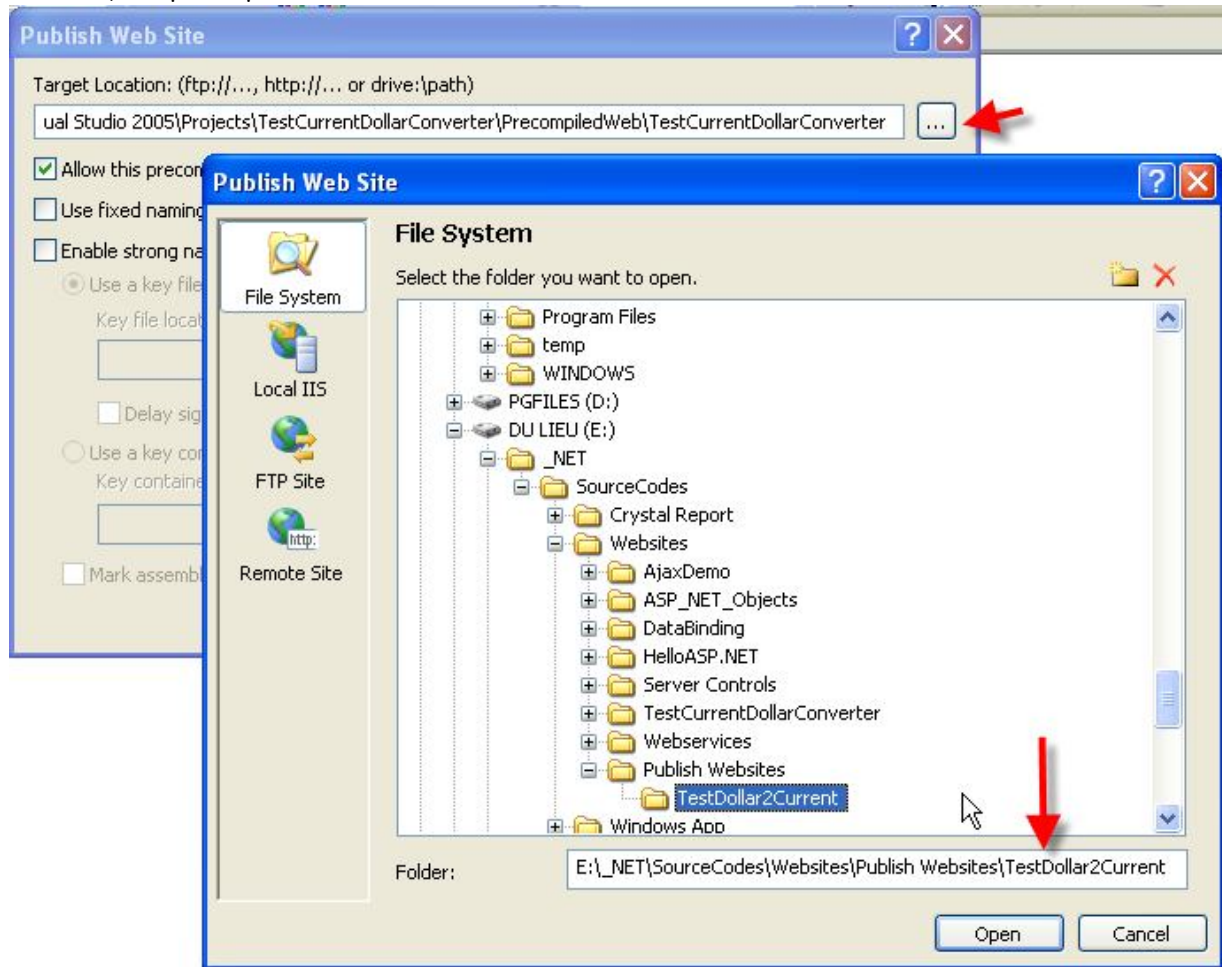 Publish Web Site
Target Location: (ftp://..., http://... or drive:\path)
ual Studio 2005\Projects\TestCurrentDollarConverter\PrecompiledWeb\TestCurrentDollarConverter
...
Allow this precom
Use fixed naming
Enable strong na
Use a key file
Key file locat
Delay sig
Use a key con
Key containe
Mark assembl
Publish Web Site
File System
Local IIS
FTP Site
http:
Remote Site
File System
Select the folder you want to open.
Program Files
temp
WINDOWS
PGFILES (D:)
DU LIEU (E:)
_NET
SourceCodes
Crystal Report
Websites
AjaxDemo
ASP_NET_Objects
DataBinding
HelloASP.NET
Server Controls
TestCurrentDollarConverter
Webservices
Publish Websites
TestDollar2Current
Windows App
Folder:
E:\_NET\SourceCodes\Websites\Publish Websites\TestDollar2Current
Open
Cancel